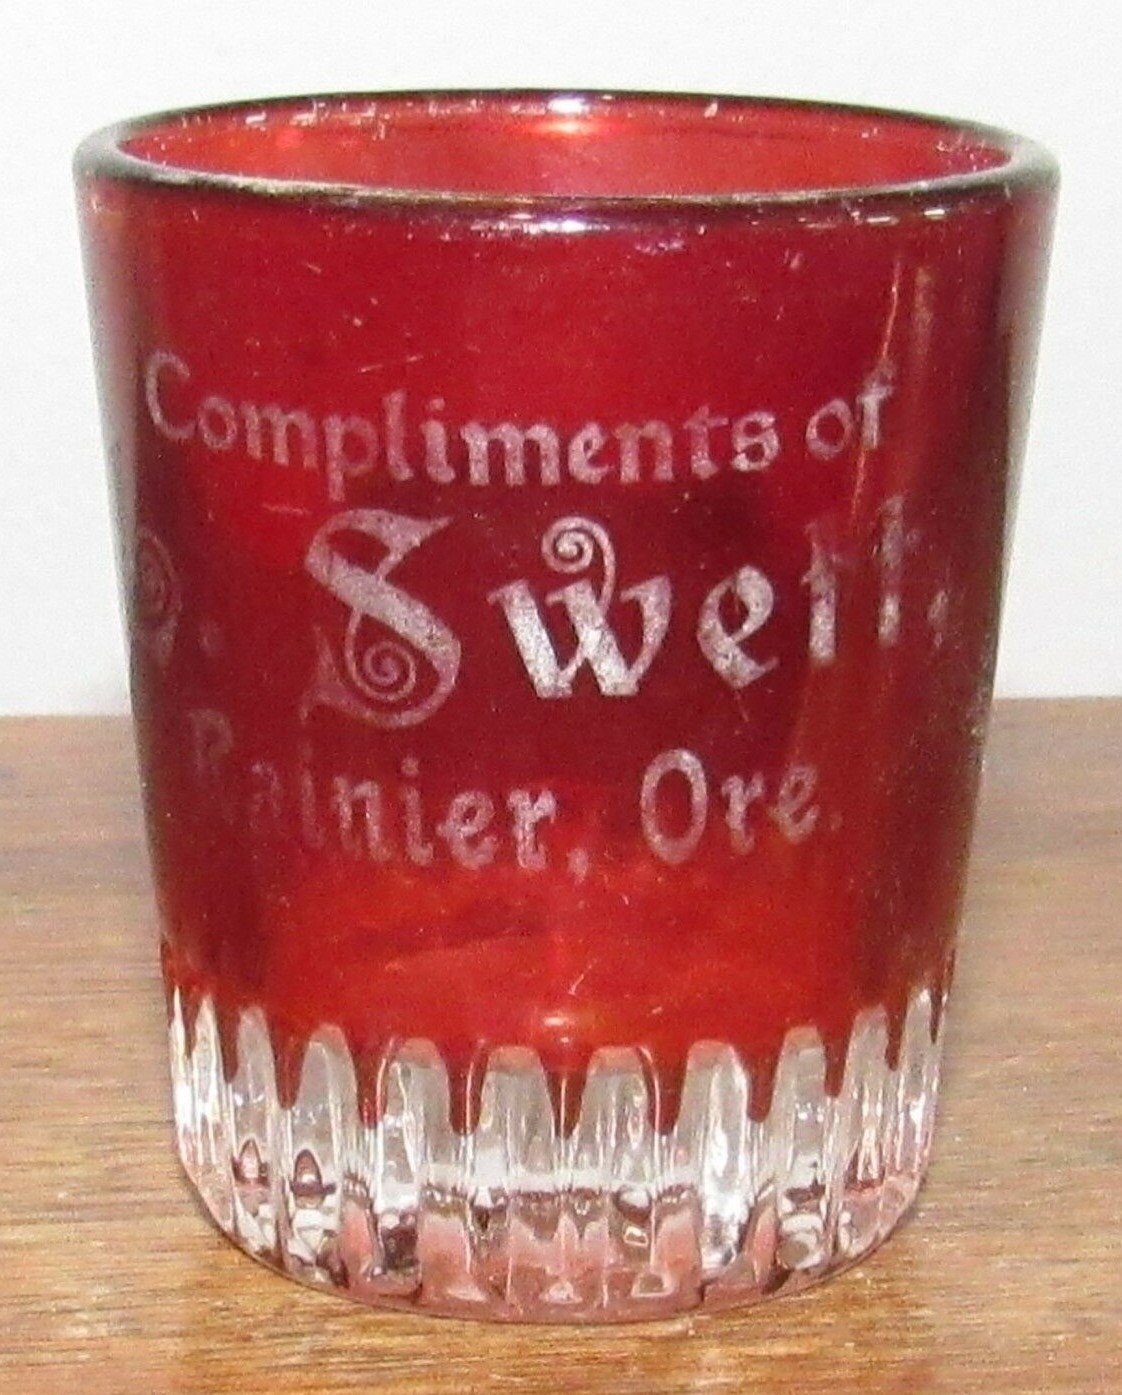 Compliments of
Swett,
Rainier, Ore.